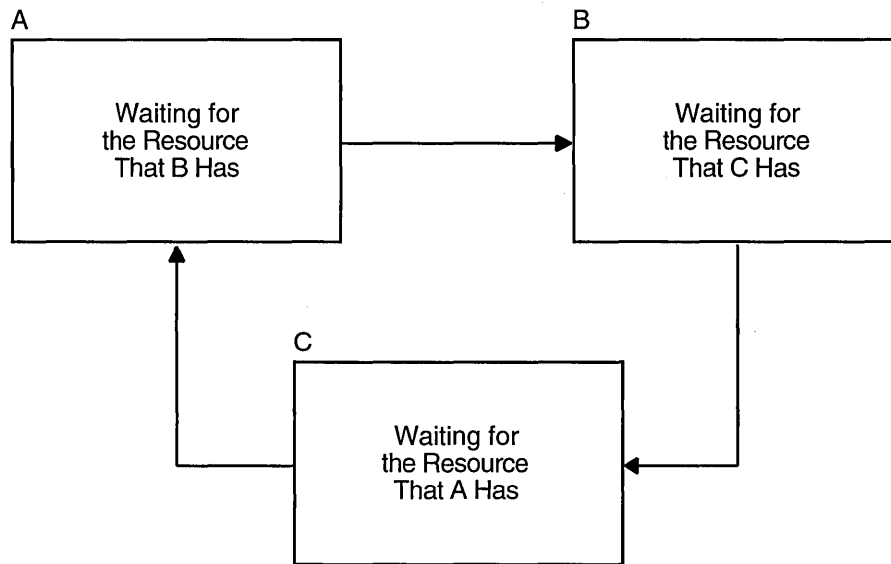 A
Waiting for
the Resource
That B Has
B
Waiting for
the Resource
That C Has
C
Waiting for
the Resource
That A Has